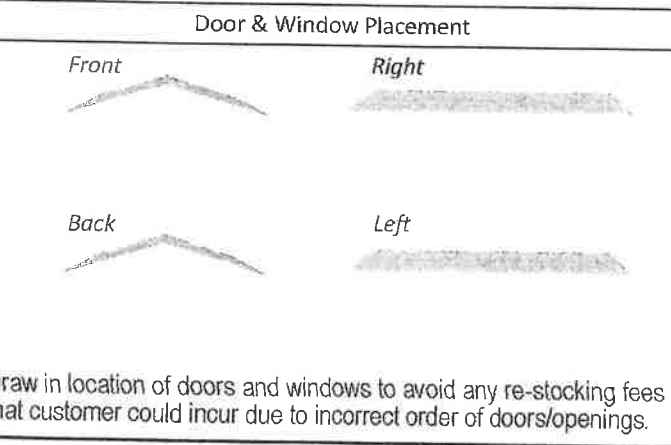 Door & Window Placement
Front
Right
Back
Left
raw in location of doors and windows to avoid any re-stocking fees
hat customer could incur due to incorrect order of doors/openings.